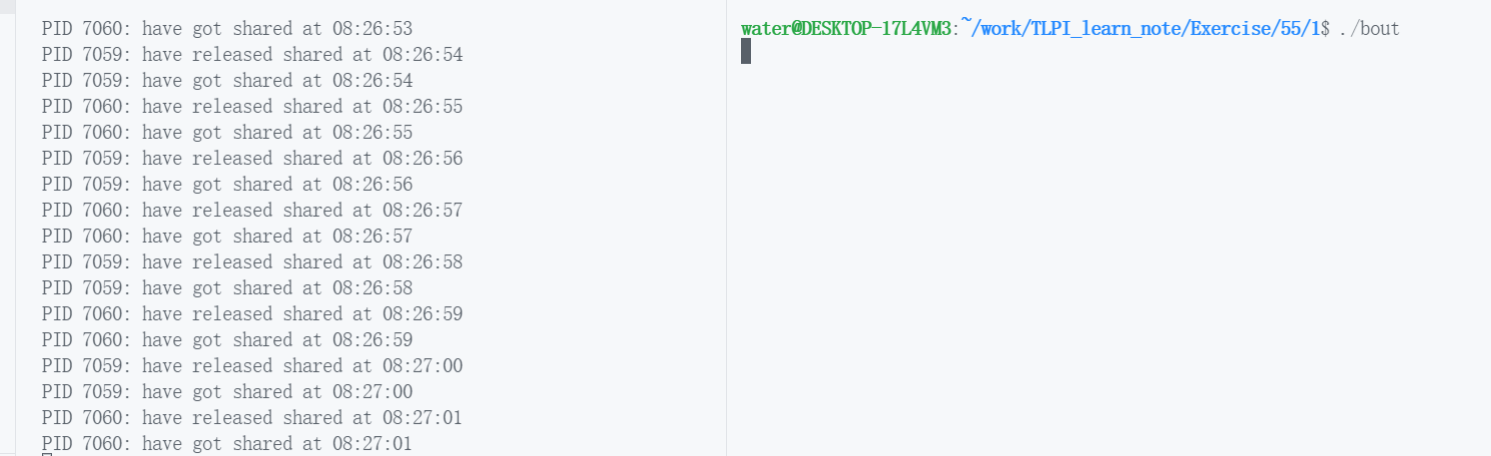 PID 7060: have got shared at 08:26:53
PID 7059: have released shared at 08:26:54
PID 7059: have got shared at 08:26:54
PID 7060: have released shared at 08:26:55
PID 7060: have got shared at 08:26:55
PID 7059: have released shared at 08:26:56
PID 7059: have got shared at 08:26:56
PID 7060: have released shared at 08:26:57
PID 7060: have got shared at 08:26:57
PID 7059: have released shared at 08:26:58
PID 7059: have got shared at 08:26:58
PID 7060: have released shared at 08:26:59
PID 7060: have got shared at 08:26:59
PID 7059: have released shared at 08:27:00
PID 7059: have got shared at 08:27:00
PID 7060: have released shared at 08:27:01
PID 7060: have got shared at 08:27:01
water@DESKTOP-17L4VM3:~/work/TLPI_learn_note/Exercise/55/1$ ./bout